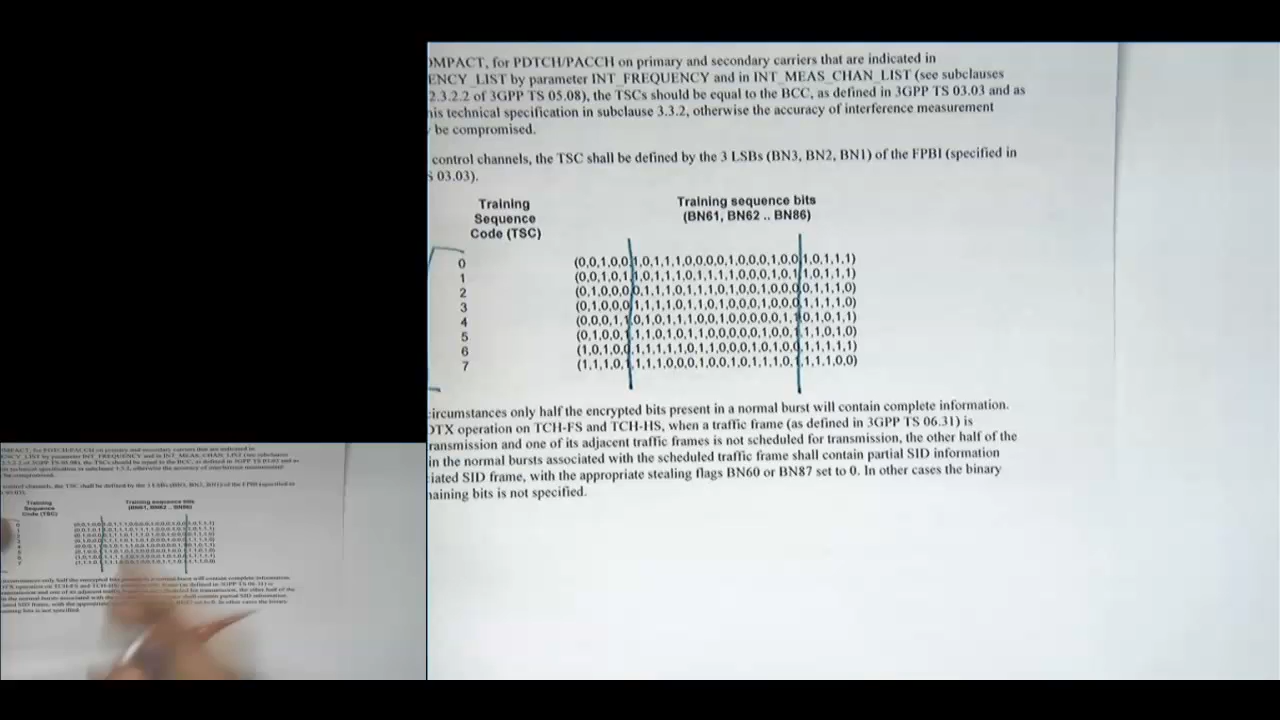 OMPACT, for PDTCH/PACCH on primary and secondary carriers that are indicated in
ENCY_LIST by parameter INT_FREQUENCY and in INT_MEAS_CHAN_LIST (see subclauses
2.3.2.2 of 3GPP TS 05.08), the TSCs should be equal to the BCC, as defined in 3GPP TS 03.03 and as
his technical specification in subclause 3.3.2, otherwise the accuracy of interference measurement
be compromised.
control channels, the TSC shall be defined by the 3 LSBs (BN3, BN2, BN1) of the FPBI (specified in
S 03.03).
Training Sequence Code (TSC)
Training sequence bits
(BN61, BN62 .. BN86)
0 (0,0,1,0,0,1,0,1,1,1,0,0,0,0,1,0,0,0,1,0,0,1,0,1,1,1)
1 (0,0,1,0,1,1,0,1,1,1,0,1,1,1,1,0,0,0,1,0,1,1,0,1,1,1)
2 (0,1,0,0,0,0,1,1,1,0,1,1,1,0,1,0,0,1,0,0,0,0,1,1,1,0)
3 (0,1,0,0,0,1,1,1,1,0,1,1,0,1,0,0,0,1,0,0,0,1,1,1,1,0)
4 (0,0,0,1,1,0,1,0,1,1,1,0,0,1,0,0,0,0,0,1,1,0,1,0,1,1)
5 (0,1,0,0,1,1,1,0,1,0,1,1,0,0,0,0,0,1,0,0,1,1,1,0,1,0)
6 (1,0,1,0,0,1,1,1,1,1,0,1,1,0,0,0,1,0,1,0,0,1,1,1,1,1)
7 (1,1,1,0,1,1,1,1,0,0,0,1,0,0,1,0,1,1,1,0,1,1,1,1,0,0)
circumstances only half the encrypted bits present in a normal burst will contain complete information.
DTX operation on TCH-FS and TCH-HS, when a traffic frame (as defined in 3GPP TS 06.31) is
ransmission and one of its adjacent traffic frames is not scheduled for transmission, the other half of the
in the normal bursts associated with the scheduled traffic frame shall contain partial SID information
iated SID frame, with the appropriate stealing flags BN60 or BN87 set to 0. In other cases the binary
naining bits is not specified.